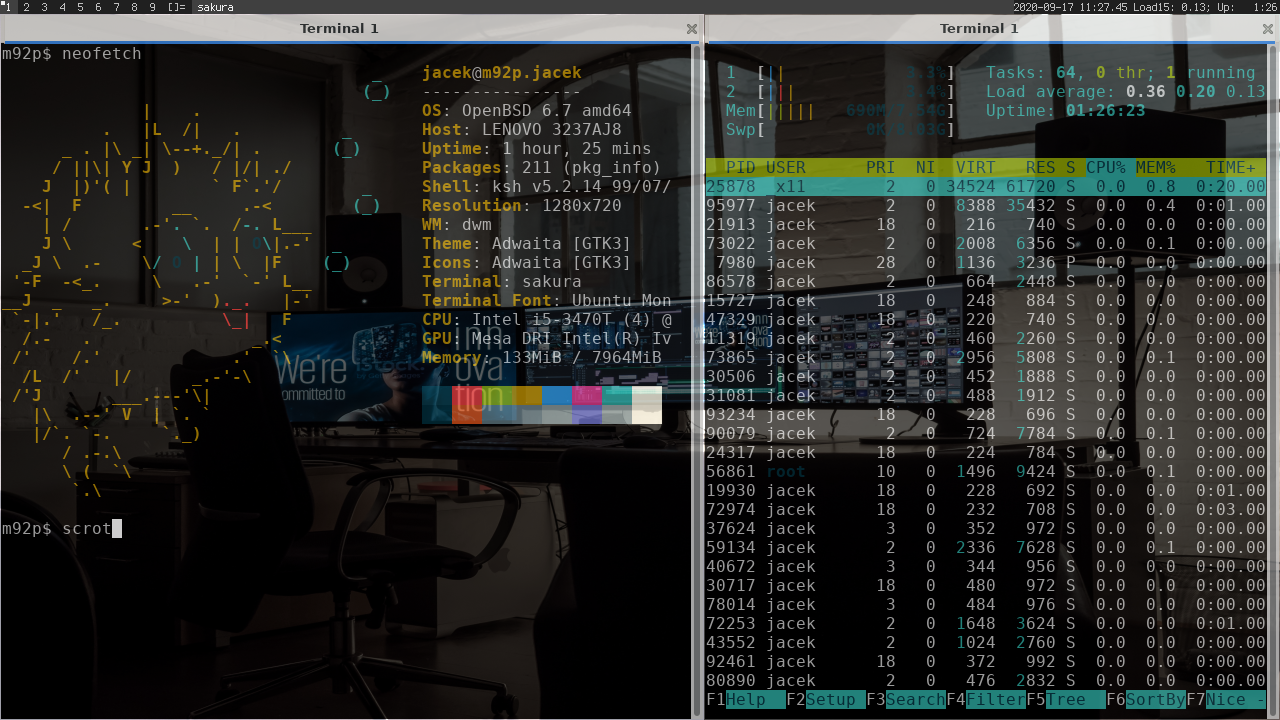 1 2 3 4 5 6 7 8 9 []= sakura
2020-09-17 11:27.45 Load15: 0.13; Up: 1:26
Terminal 1
m92p$ neofetch
jacek@m92p.jacek
----------------
OS: OpenBSD 6.7 amd64
Host: LENOVO 3237AJ8
Uptime: 1 hour, 25 mins
Packages: 211 (pkg_info)
Shell: ksh v5.2.14 99/07/
Resolution: 1280x720
WM: dwm
Theme: Adwaita [GTK3]
Icons: Adwaita [GTK3]
Terminal: sakura
Terminal Font: Ubuntu Mon
CPU: Intel i5-3470T (4) @
GPU: Mesa DRI Intel(R) Iv
Memory: 133MiB / 7964MiB
We're
committed to
inn
ova
tion
m92p$ scrot
Terminal 1
1 [|| 3.3%]
2 [||| 3.4%]
Mem[||||| 690M/7.54G]
Swp[ 0K/8.03G]
Tasks: 64, 0 thr; 1 running
Load average: 0.36 0.20 0.13
Uptime: 01:26:23
PID USER PRI NI VIRT RES S CPU% MEM% TIME+
25878 _x11 2 0 34524 61720 S 0.0 0.8 0:20.00
95977 jacek 2 0 8388 35432 S 0.0 0.4 0:01.00
21913 jacek 18 0 216 740 S 0.0 0.0 0:00.00
73022 jacek 2 0 2008 6356 S 0.0 0.1 0:00.00
7980 jacek 28 0 1136 3236 P 0.0 0.0 0:00.00
86578 jacek 2 0 664 2448 S 0.0 0.0 0:00.00
15727 jacek 18 0 248 884 S 0.0 0.0 0:00.00
47329 jacek 18 0 220 740 S 0.0 0.0 0:00.00
11319 jacek 2 0 460 2260 S 0.0 0.0 0:00.00
73865 jacek 2 0 2956 5808 S 0.0 0.1 0:00.00
30506 jacek 2 0 452 1888 S 0.0 0.0 0:00.00
31081 jacek 2 0 488 1912 S 0.0 0.0 0:00.00
93234 jacek 18 0 228 696 S 0.0 0.0 0:00.00
90079 jacek 2 0 724 7784 S 0.0 0.1 0:00.00
24317 jacek 18 0 224 784 S 0.0 0.0 0:00.00
56861 root 10 0 1496 9424 S 0.0 0.1 0:00.00
19930 jacek 18 0 228 692 S 0.0 0.0 0:01.00
72974 jacek 18 0 232 708 S 0.0 0.0 0:03.00
37624 jacek 3 0 352 972 S 0.0 0.0 0:00.00
59134 jacek 2 0 2336 7628 S 0.0 0.1 0:00.00
40672 jacek 3 0 344 956 S 0.0 0.0 0:00.00
30717 jacek 18 0 480 972 S 0.0 0.0 0:00.00
78014 jacek 3 0 484 976 S 0.0 0.0 0:00.00
72253 jacek 2 0 1648 3624 S 0.0 0.0 0:01.00
43552 jacek 2 0 1024 2760 S 0.0 0.0 0:00.00
92461 jacek 18 0 372 992 S 0.0 0.0 0:00.00
80890 jacek 2 0 476 2832 S 0.0 0.0 0:00.00
F1Help F2Setup F3SearchF4FilterF5Tree F6SortByF7Nice -